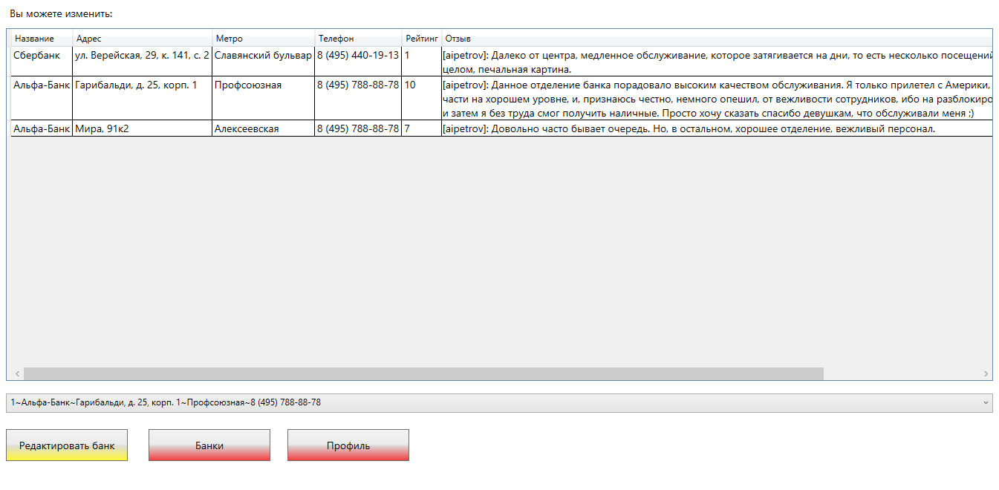 Вы можете изменить:
Название Адрес Метро Телефон Рейтинг Отзыв
Сбербанк ул. Верейская, 29, к. 141, с. 2 Славянский бульвар 8 (495) 440-19-13 1 [aipetrov]: Далеко от центра, медленное обслуживание, которое затягивается на дни, то есть несколько посещений
целом, печальная картина.
Альфа-Банк Гарибальди, д. 25, корп. 1 Профсоюзная 8 (495) 788-88-78 10 [aipetrov]: Данное отделение банка порадовало высоким качеством обслуживания. Я только прилетел с Америки,
части на хорошем уровне, и, признаюсь честно, немного опешил, от вежливости сотрудников, ибо на разблокиро
и затем я без труда смог получить наличные. Просто хочу сказать спасибо девушкам, что обслуживали меня ;)
Альфа-Банк Мира, 91к2 Алексеевская 8 (495) 788-88-78 7 [aipetrov]: Довольно часто бывает очередь. Но, в остальном, хорошее отделение, вежливый персонал.
1~Альфа-Банк~Гарибальди, д. 25, корп. 1~Профсоюзная~8 (495) 788-88-78
Редактировать банк Банки Профиль